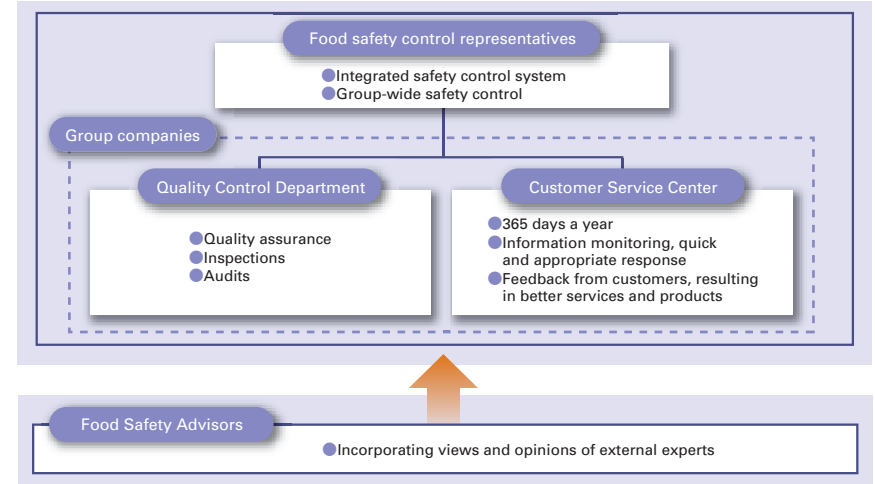 Food safety control representatives
●Integrated safety control system
●Group-wide safety control
Group companies
Quality Control Department
●Quality assurance
●Inspections
●Audits
Customer Service Center
●365 days a year
●Information monitoring, quick
and appropriate response
●Feedback from customers, resulting
in better services and products
Food Safety Advisors
●Incorporating views and opinions of external experts